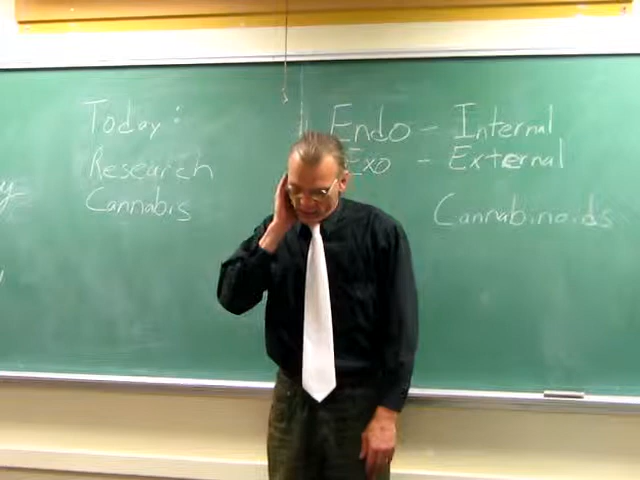 Today:
Research
Cannabis
Endo - Internal
Exo - External
Cannabinoids